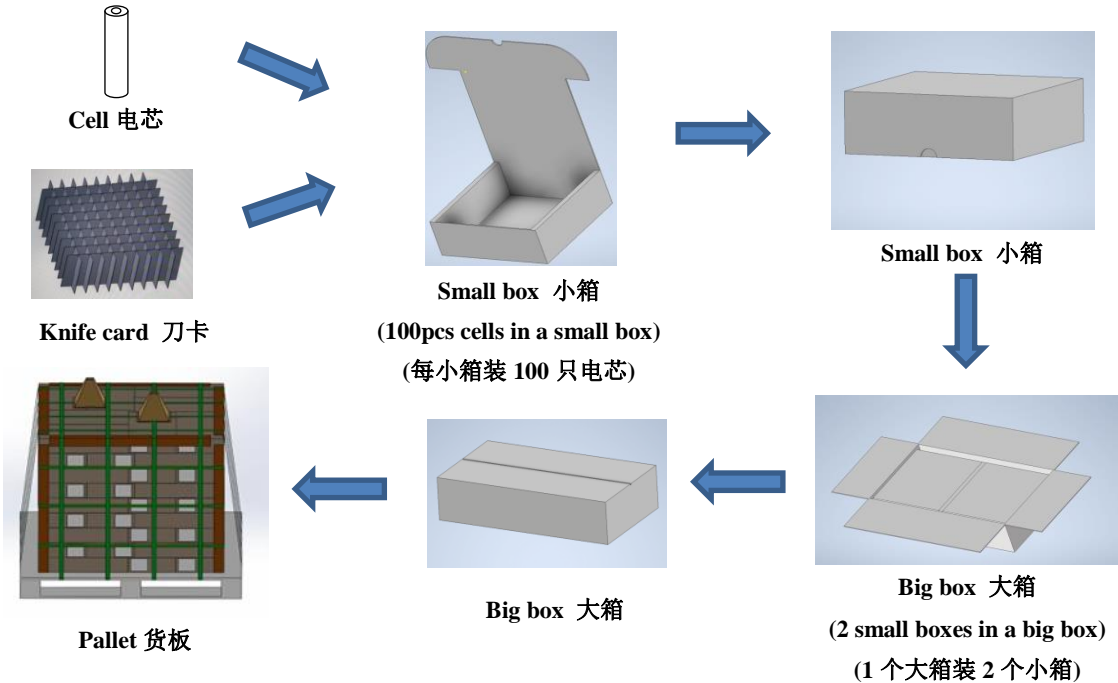 Cell 电芯
Knife card 刀卡
Small box 小箱
(100pcs cells in a small box)
(每小箱装 100 只电芯)
Small box 小箱
Big box 大箱
(2 small boxes in a big box)
(1 个大箱装 2 个小箱)
Big box 大箱
Pallet 货板